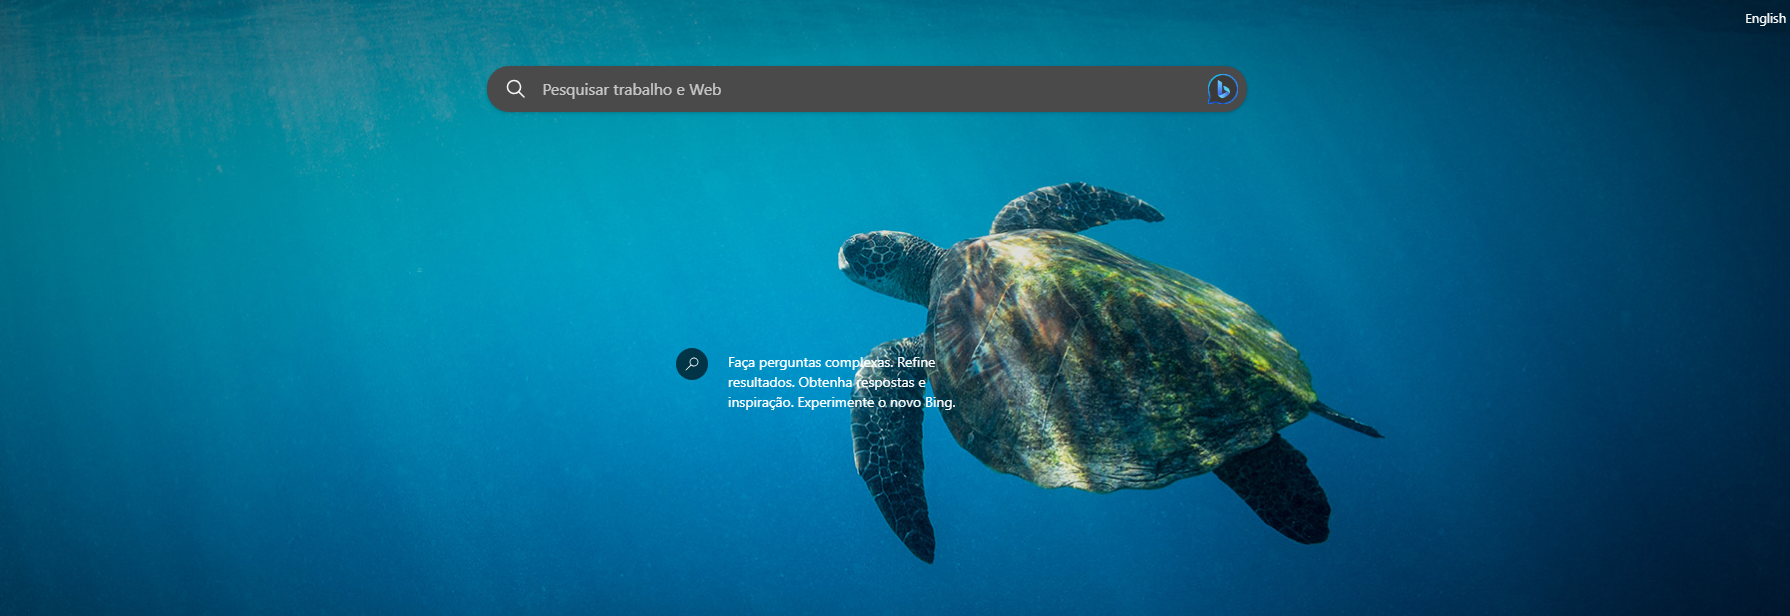 English
Pesquisar trabalho e Web
Faça perguntas complexas. Refine
resultados. Obtenha respostas e
inspiração. Experimente o novo Bing.